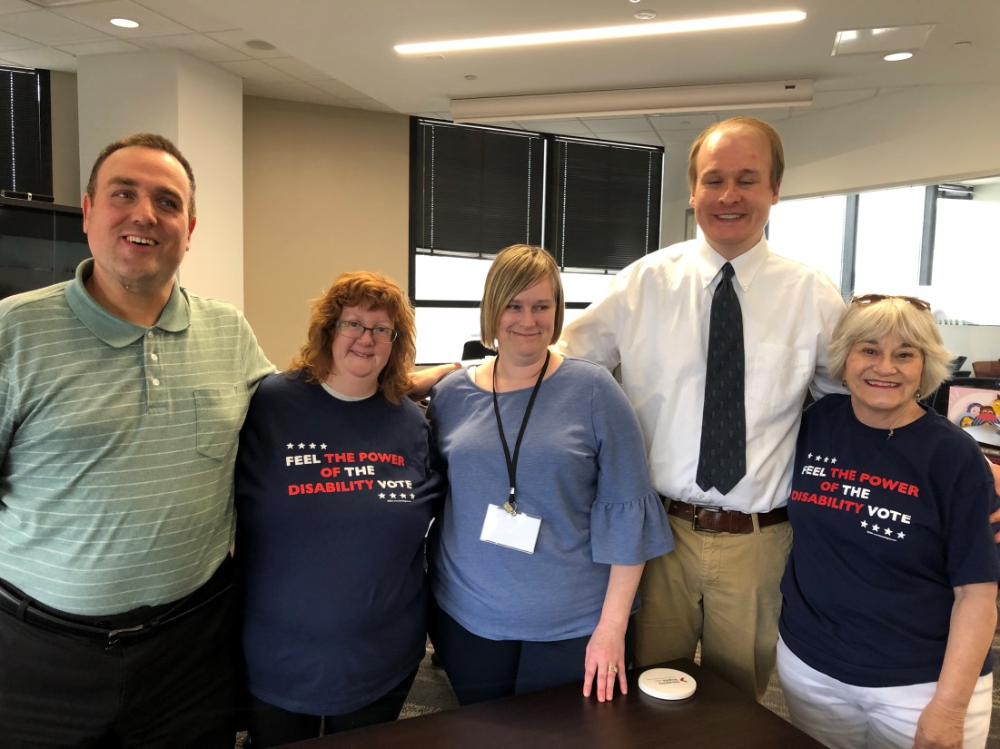 FEEL THE POWER
OF THE
DISABILITY VOTE
FEEL THE POWER
OF THE
DISABILITY VOTE